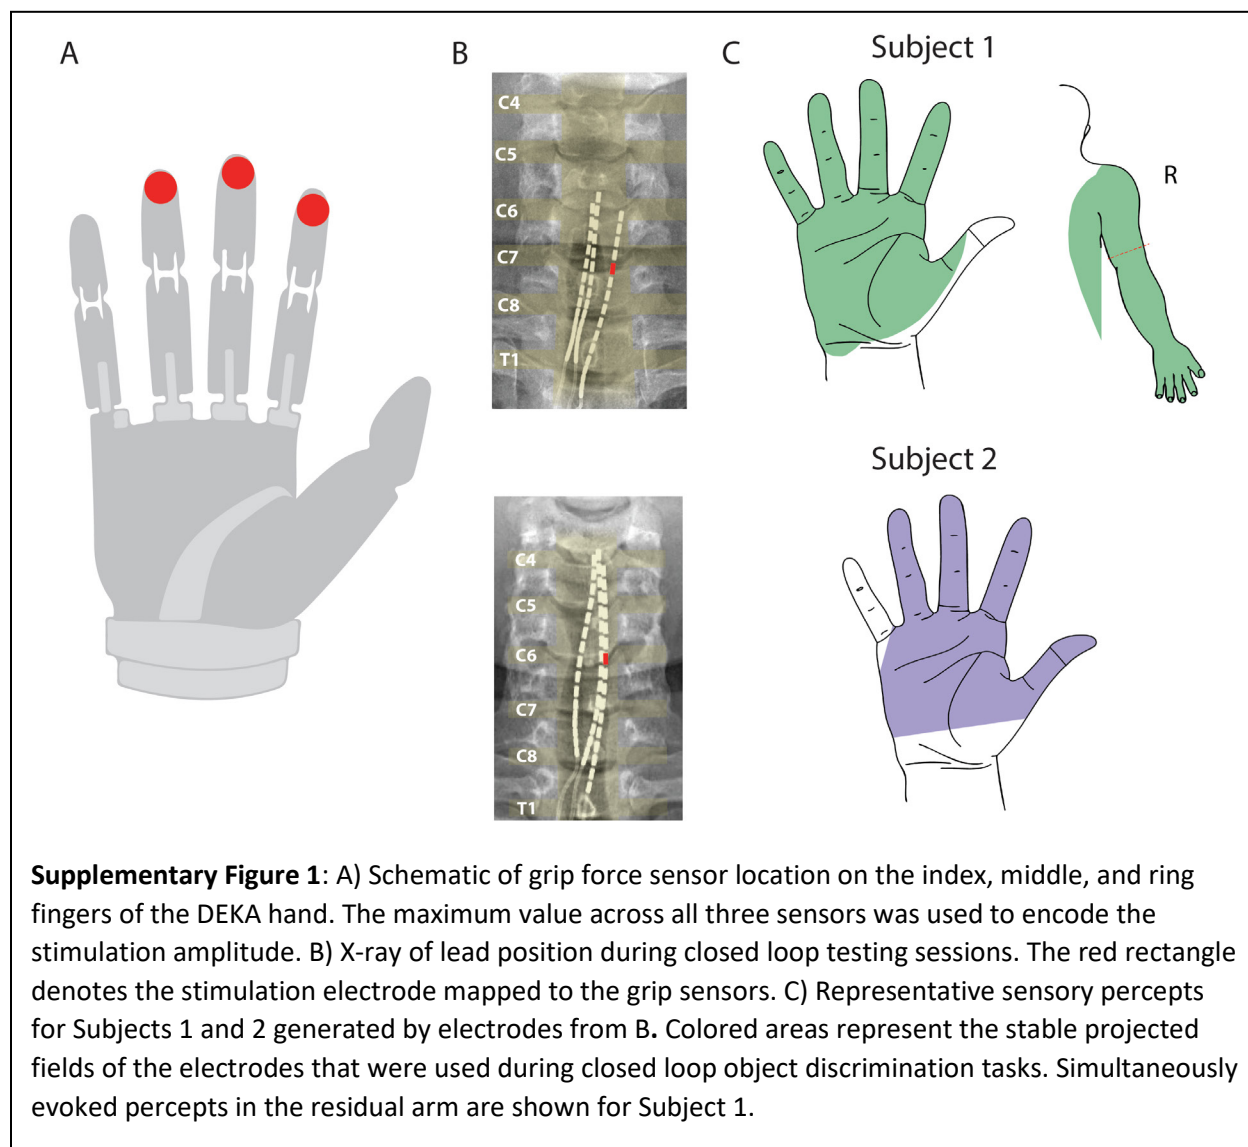 A
B
C
Subject 1
C4
C5
C6
C7
C8
T1
R
Subject 2
C4
C5
C6
C7
C8
T1
Supplementary Figure 1: A) Schematic of grip force sensor location on the index, middle, and ring
fingers of the DEKA hand. The maximum value across all three sensors was used to encode the
stimulation amplitude. B) X-ray of lead position during closed loop testing sessions. The red rectangle
denotes the stimulation electrode mapped to the grip sensors. C) Representative sensory percepts
for Subjects 1 and 2 generated by electrodes from B. Colored areas represent the stable projected
fields of the electrodes that were used during closed loop object discrimination tasks. Simultaneously
evoked percepts in the residual arm are shown for Subject 1.